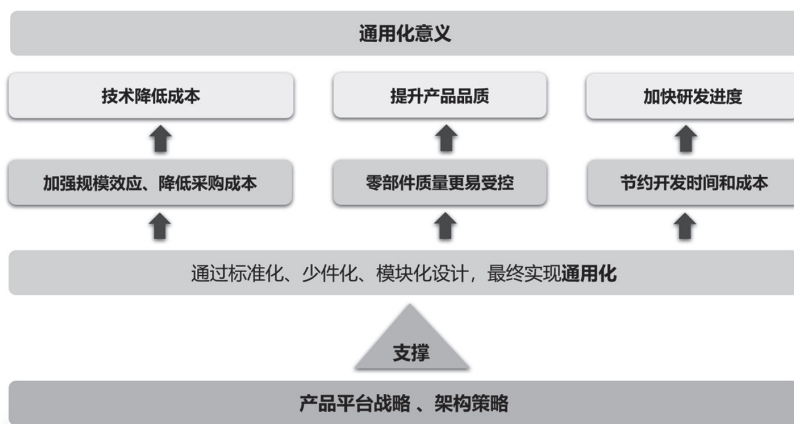 通用化意义
技术降低成本
提升产品品质
加快研发进度
加强规模效应、降低采购成本
零部件质量更易受控
节约开发时间和成本
通过标准化、少件化、模块化设计，最终实现通用化
支撑
产品平台战略 、架构策略